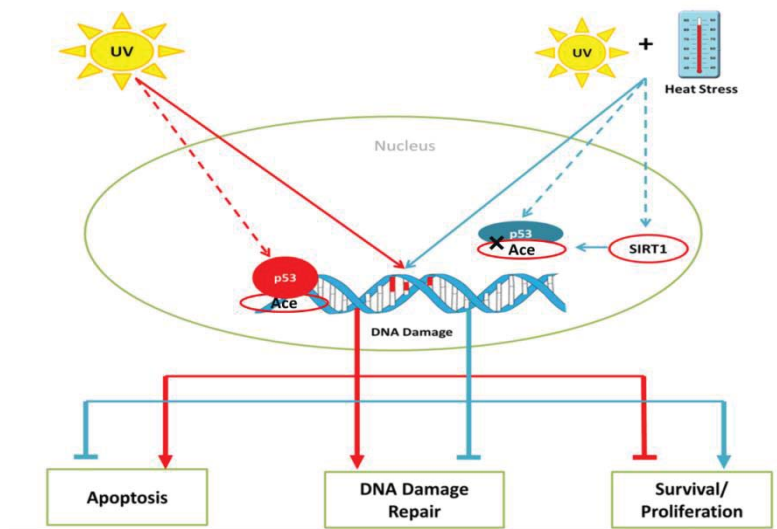 UV
UV
+
Heat Stress
Nucleus
p53
Ace
SIRT1
p53
Ace
DNA Damage
Apoptosis
DNA Damage
Repair
Survival/
Proliferation